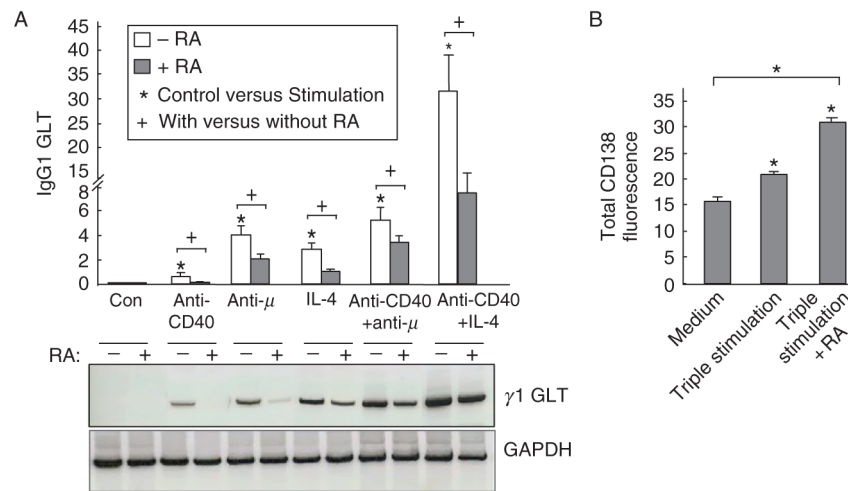 A
IgG1 GLT
45
40
35
30
25
20
15
8
6
4
2
0
– RA
+ RA
* Control versus Stimulation
+ With versus without RA
*
+
*
+
*
+
*
+
*
+
Con
Anti-
CD40
Anti-μ
IL-4
Anti-CD40
+anti-μ
Anti-CD40
+IL-4
RA: – + – + – + – + – + – +
γ1 GLT
GAPDH
B
Total CD138
fluorescence
35
30
25
20
15
10
5
0
*
*
*
Medium
Triple stimulation
Triple
stimulation
+RA